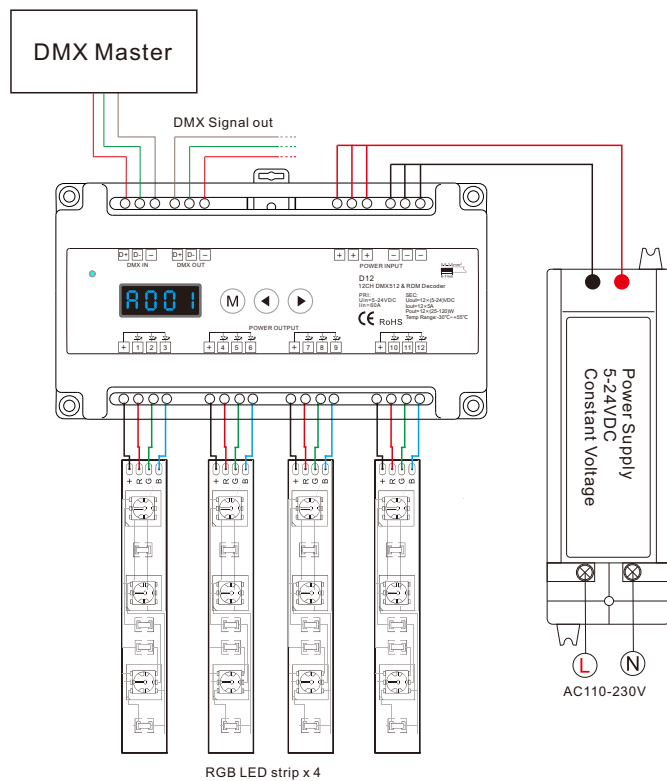 DMX Master
DMX Signal out
D+ D- − D+ D- − + + + − − −
DMX IN DMX OUT POWER INPUT
D12
12CH DMX512 & RDM Decoder
PRI: SEC:
Uin=5-24VDC Uout=12×(5-24)VDC
Iin=60A Iout=12×5A
Pout=12×(25-120)W
Temp Range:-30℃~+55℃
A001
M
CE RoHS
POWER OUTPUT
+ 1 2 3 + 4 5 6 + 7 8 9 + 10 11 12
+ R G B + R G B + R G B + R G B
RGB LED strip x 4
Power Supply
5-24VDC
Constant Voltage
L N
AC110-230V